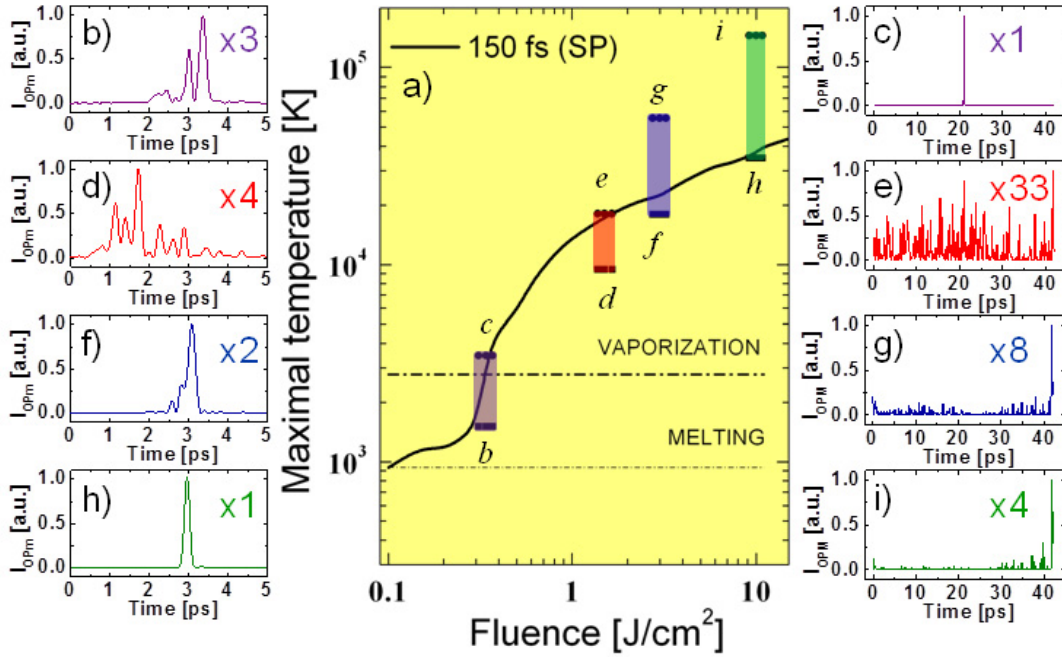 b)
x3
I_OPm [a.u.]
1.0
0.5
0.0
0 1 2 3 4 5
Time [ps]
d)
x4
I_OPm [a.u.]
1.0
0.5
0.0
0 1 2 3 4 5
Time [ps]
f)
x2
I_OPm [a.u.]
1.0
0.5
0.0
0 1 2 3 4 5
Time [ps]
h)
x1
I_OPm [a.u.]
1.0
0.5
0.0
0 1 2 3 4 5
Time [ps]
Maximal temperature [K]
10^5
10^4
10^3
150 fs (SP)
a)
i
g
h
e
f
d
c
b
VAPORIZATION
MELTING
0.1 1 10
Fluence [J/cm^2]
c)
x1
I_OPM [a.u.]
1.0
0.5
0.0
0 10 20 30 40
Time [ps]
e)
x33
I_OPM [a.u.]
1.0
0.5
0.0
0 10 20 30 40
Time [ps]
g)
x8
I_OPM [a.u.]
1.0
0.5
0.0
0 10 20 30 40
Time [ps]
i)
x4
I_OPM [a.u.]
1.0
0.5
0.0
0 10 20 30 40
Time [ps]